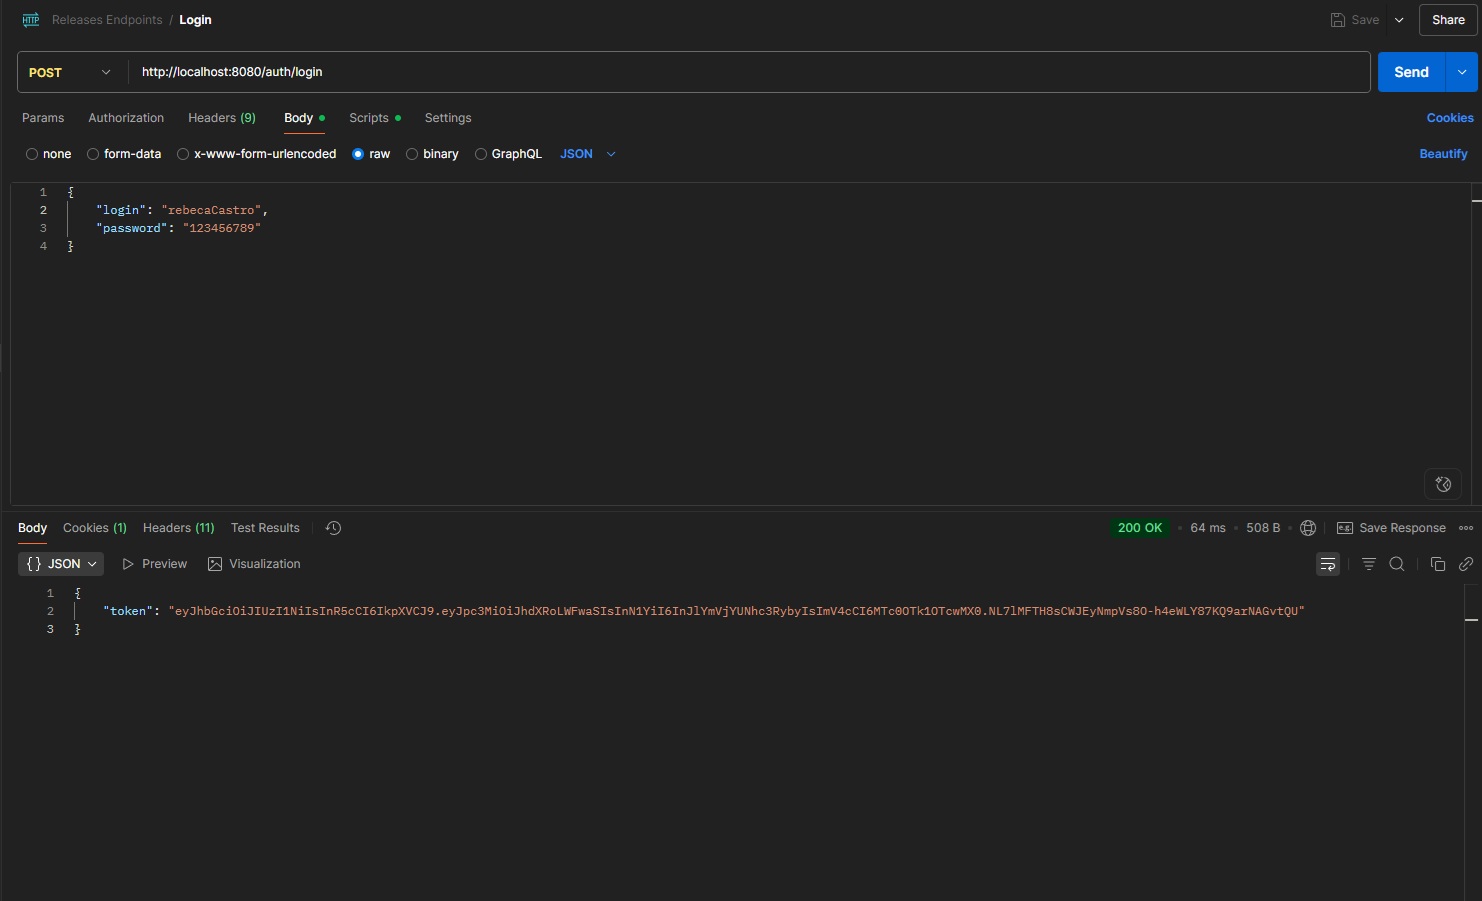 HTTP Releases Endpoints / Login Save Share
POST http://localhost:8080/auth/login Send
Params Authorization Headers (9) Body Scripts Settings Cookies
none form-data x-www-form-urlencoded raw binary GraphQL JSON Beautify
1 {
2 "login": "rebecaCastro",
3 "password": "123456789"
4 }
Body Cookies (1) Headers (11) Test Results 200 OK 64 ms 508 B e.g. Save Response
{} JSON Preview Visualization
1 {
2 "token": "eyJhbGciOiJIUzI1NiIsInR5cCI6IkpXVCJ9.eyJpc3MiOiJhdXRoLWFwaSIsInN1YiI6InJlYmVjYUNhc3RybyIsImV4cCI6MTc0OTk1OTcwMX0.NL7lMFTH8sCWJEyNmpVs8O-h4eWLY87KQ9arNAGvtQU"
3 }